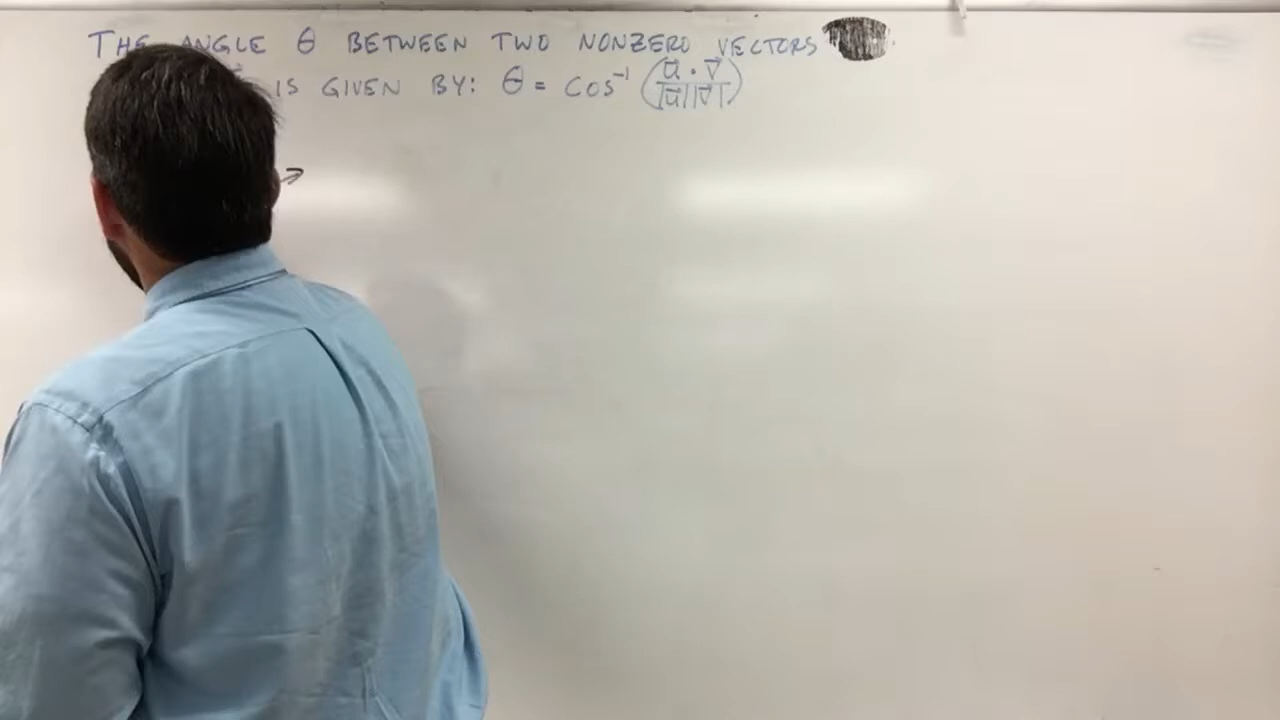 THE ANGLE θ BETWEEN TWO NONZERO VECTORS
IS GIVEN BY: θ = COS⁻¹ (u⃗ · v⃗ / |u⃗||v⃗|)